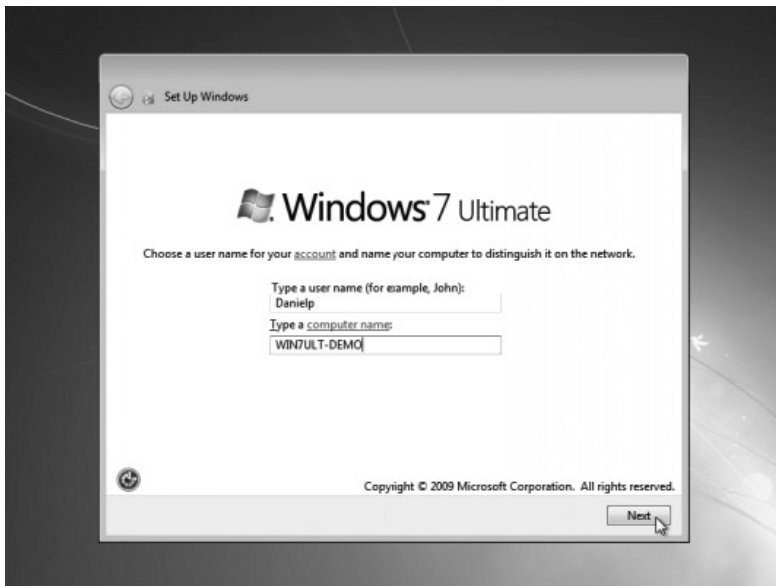 Set Up Windows
Windows 7 Ultimate
Choose a user name for your account and name your computer to distinguish it on the network.
Type a user name (for example, John):
Danielp
Type a computer name:
WIN7ULT-DEMO
Copyright © 2009 Microsoft Corporation. All rights reserved.
Next